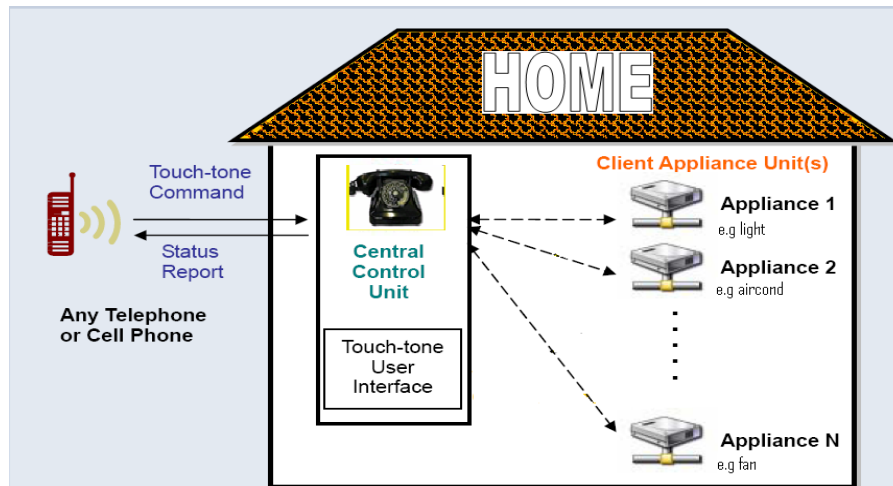 HOME
Touch-tone
Command
Status
Report
Any Telephone
or Cell Phone
Central
Control
Unit
Touch-tone
User
Interface
Client Appliance Unit(s)
Appliance 1
e.g light
Appliance 2
e.g aircond
Appliance N
e.g fan